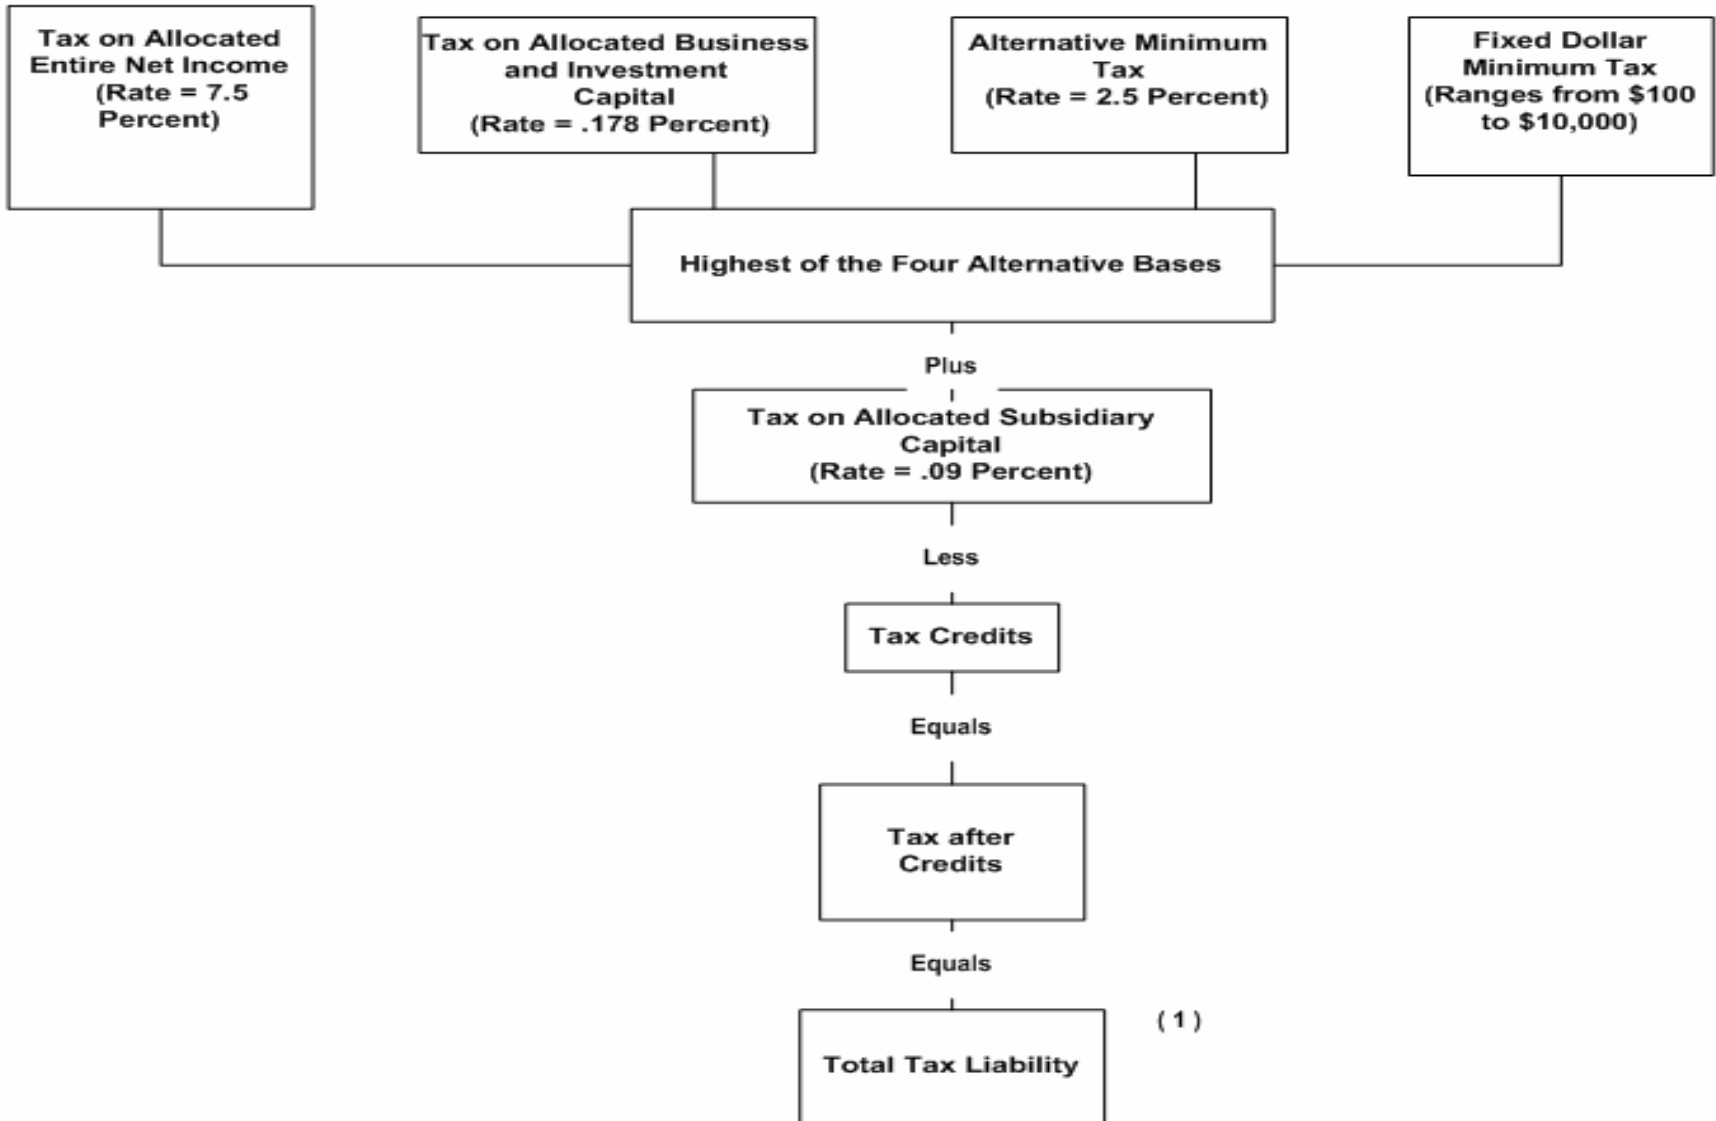 Tax on Allocated
Entire Net Income
(Rate = 7.5
Percent)
Tax on Allocated Business
and Investment
Capital
(Rate = .178 Percent)
Alternative Minimum
Tax
(Rate = 2.5 Percent)
Fixed Dollar
Minimum Tax
(Ranges from $100
to $10,000)
Highest of the Four Alternative Bases
Plus
Tax on Allocated Subsidiary
Capital
(Rate = .09 Percent)
Less
Tax Credits
Equals
Tax after
Credits
Equals
( 1 )
Total Tax Liability